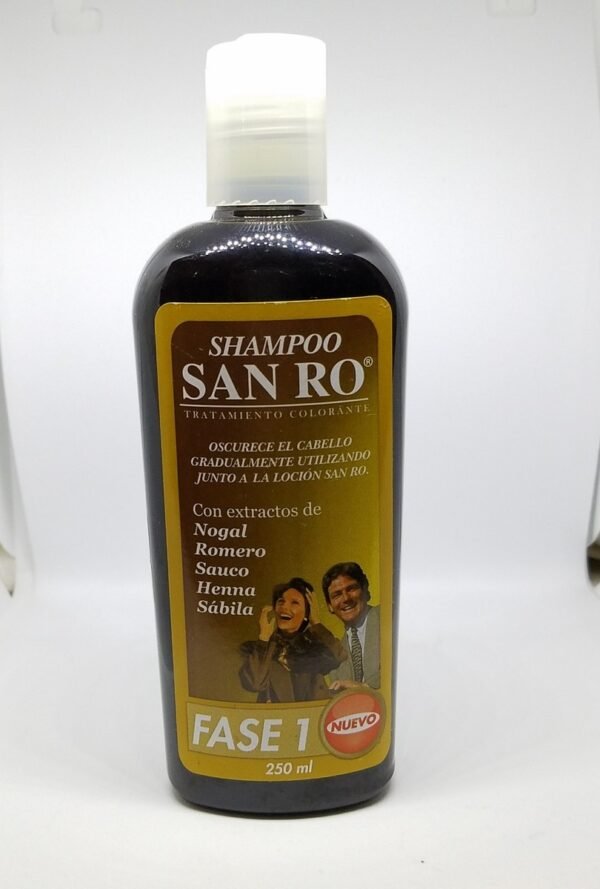 SHAMPOO
SAN RO®
TRATAMIENTO COLORANTE
OSCURECE EL CABELLO
GRADUALMENTE UTILIZANDO
JUNTO A LA LOCIÓN SAN RO.
Con extractos de
Nogal
Romero
Sauco
Henna
Sábila
FASE 1
NUEVO
250 ml